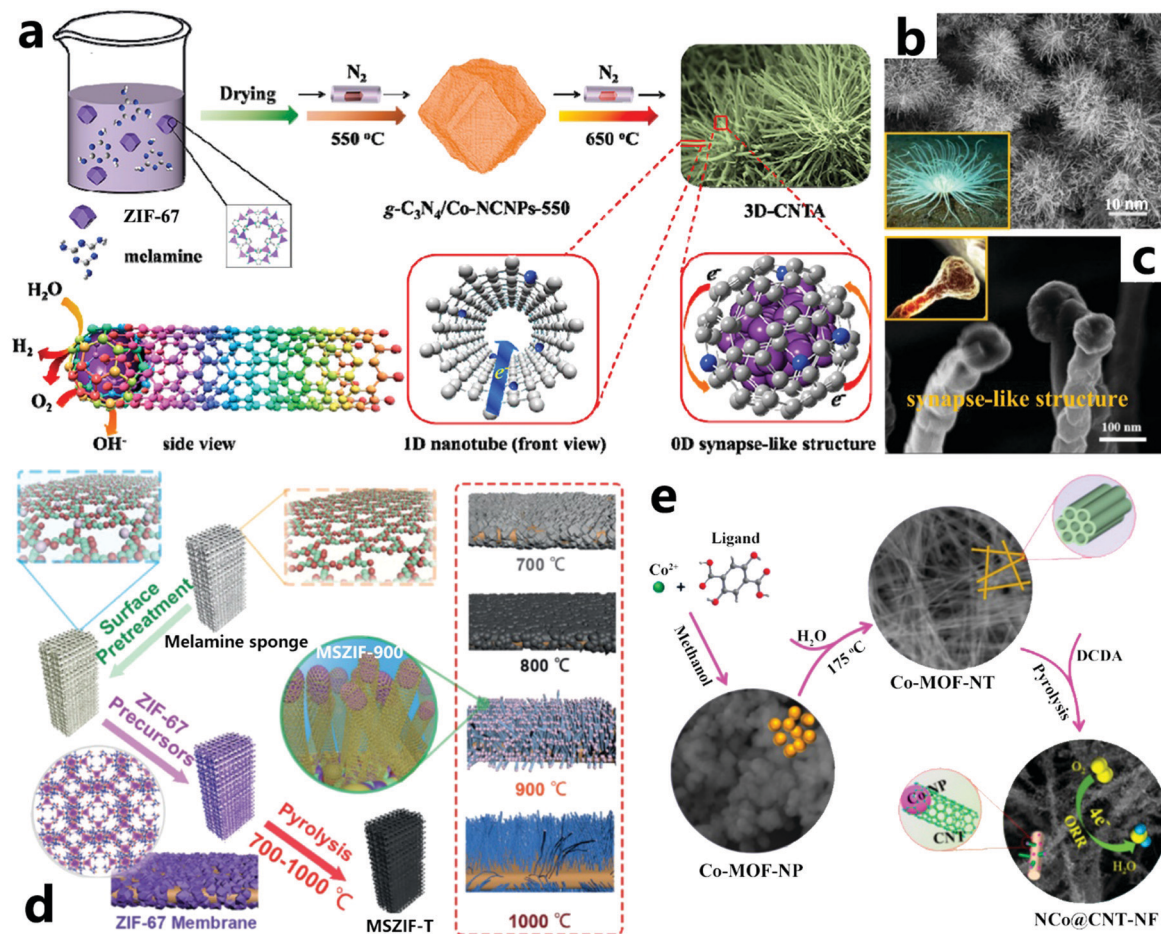 a
Drying
N2
550 ºC
N2
650 ºC
ZIF-67
melamine
g-C3N4/Co-NCNPs-550
3D-CNTA
H2O
H2
O2
OH-
side view
e-
1D nanotube (front view)
e-
e-
0D synapse-like structure
b
10 nm
c
synapse-like structure
100 nm
d
Melamine sponge
Surface
Pretreatment
ZIF-67
Precursors
ZIF-67 Membrane
Pyrolysis
700-1000 ℃
MSZIF-T
MSZIF-900
700 ℃
800 ℃
900 ℃
1000 ℃
e
Co2+
+
Ligand
Methanol
Co-MOF-NP
H2O
175 ºC
Co-MOF-NT
DCDA
Pyrolysis
Co NP
CNT
O2
4e-
ORR
H2O
NCo@CNT-NF